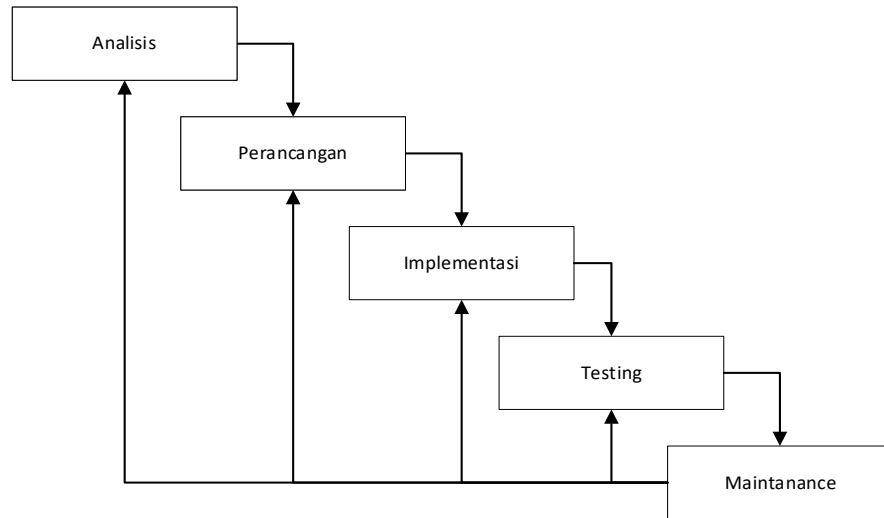 Analisis
Perancangan
Implementasi
Testing
Maintanance